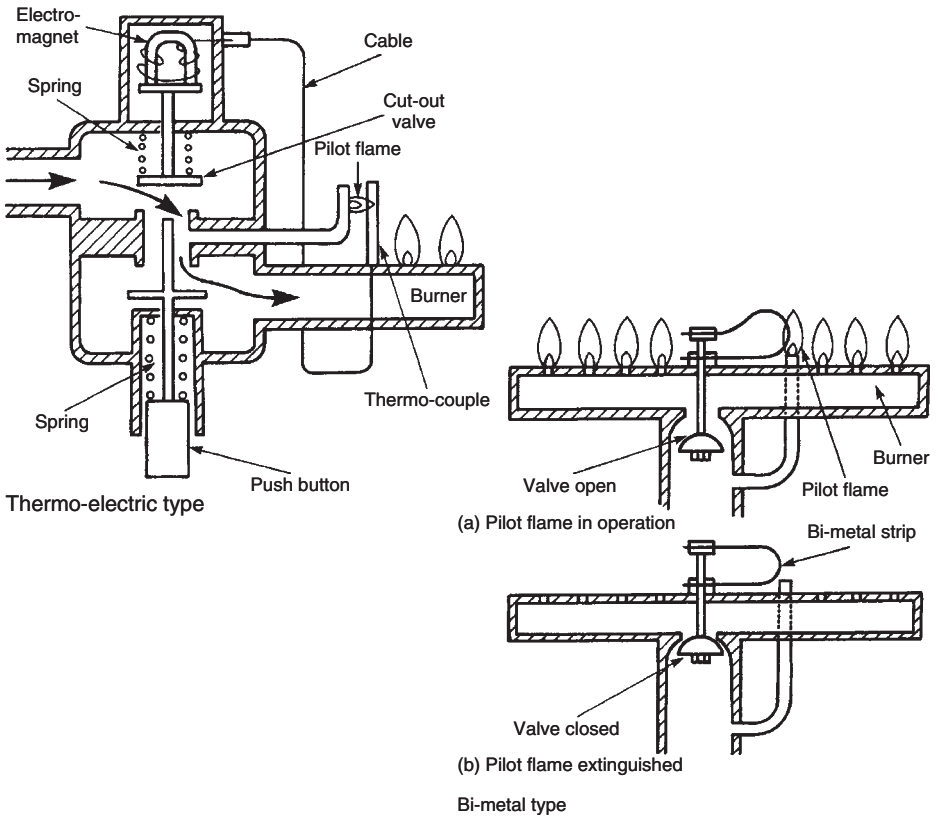 Electro-
magnet
Cable
Spring
Cut-out
valve
Pilot flame
Burner
Spring
Thermo-couple
Push button
Thermo-electric type
Valve open
Burner
Pilot flame
(a) Pilot flame in operation
Bi-metal strip
Valve closed
(b) Pilot flame extinguished
Bi-metal type